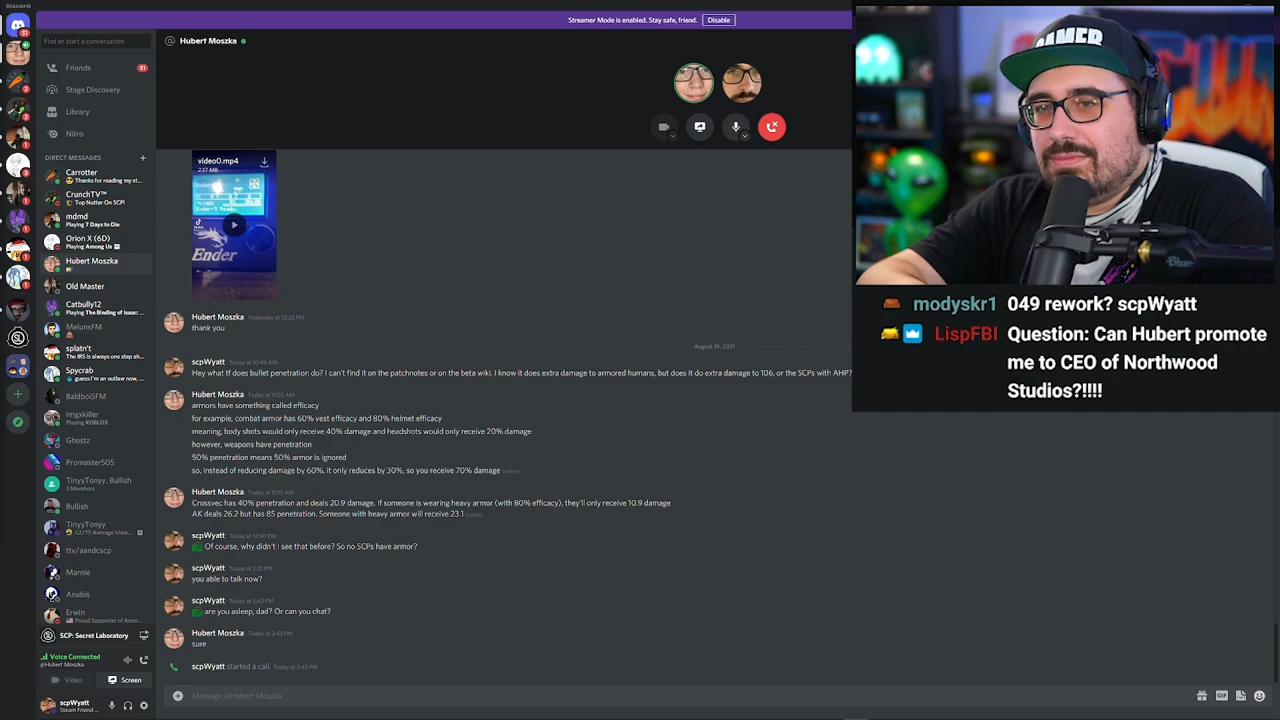 Discord
Streamer Mode is enabled. Stay safe, friend. Disable
Find or start a conversation
Hubert Moszka
Friends 51
Stage Discovery
Library
Nitro
DIRECT MESSAGES
Carrotter
Thanks for reading my st...
CrunchTV™
Top Nutter On SCP!
mdmd
Playing 7 Days to Die
Orion X (6D)
Playing Among Us
Hubert Moszka
Old Master
Catbully12
Playing The Binding of Isaac: ...
MelunsFM
splatn't
The IRS is always one step ah...
Spycrab
guess i'm an outlaw now, ...
BaldboiSFM
Imgxkiller
Playing ROBLOX
Ghostz
Promaster505
TinyyTonyy, Bullish
3 Members
Bullish
TinyyTonyy
62/75 Average View...
ttv/aandcscp
Marnie
Anubis
Erwin
Proud Supporter of Amer...
SCP: Secret Laboratory
Voice Connected
@Hubert Moszka
Video Screen
scpWyatt
Steam Friend ...
video0.mp4
2.17 MB
Ender-3 Ready.
Ender
Hubert Moszka Yesterday at 12:23 PM
thank you
August 19, 2021
scpWyatt Today at 10:49 AM
Hey what tf does bullet penetration do? I can't find it on the patchnotes or on the beta wiki. I know it does extra damage to armored humans, but does it do extra damage to 106, or the SCPs with AHP?
Hubert Moszka Today at 11:02 AM
armors have something called efficacy
for example, combat armor has 60% vest efficacy and 80% helmet efficacy
meaning, body shots would only receive 40% damage and headshots would only receive 20% damage
however, weapons have penetration
50% penetration means 50% armor is ignored
so, instead of reducing damage by 60%, it only reduces by 30%, so you receive 70% damage (edited)
Hubert Moszka Today at 11:10 AM
Crossvec has 40% penetration and deals 20.9 damage. If someone is wearing heavy armor (with 80% efficacy), they'll only receive 10.9 damage
AK deals 26.2 but has 85 penetration. Someone with heavy armor will receive 23.1 (edited)
scpWyatt Today at 12:40 PM
Of course, why didn't I see that before? So no SCPs have armor?
scpWyatt Today at 2:21 PM
you able to talk now?
scpWyatt Today at 2:43 PM
are you asleep, dad? Or can you chat?
Hubert Moszka Today at 2:43 PM
sure
scpWyatt started a call. Today at 2:43 PM
Message @Hubert Moszka
GIF
GAMER
Blue
modyskr1 049 rework? scpWyatt
LispFBI Question: Can Hubert promote
me to CEO of Northwood
Studios?!!!!